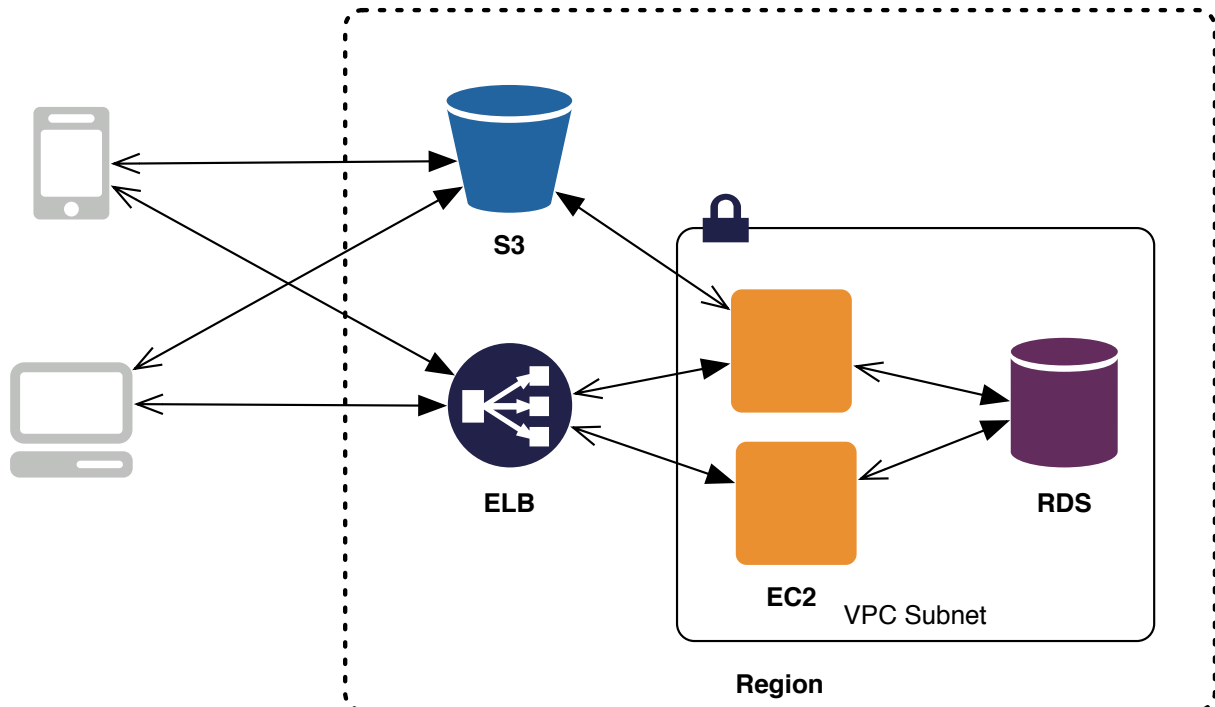 S3
ELB
RDS
EC2
VPC Subnet
Region